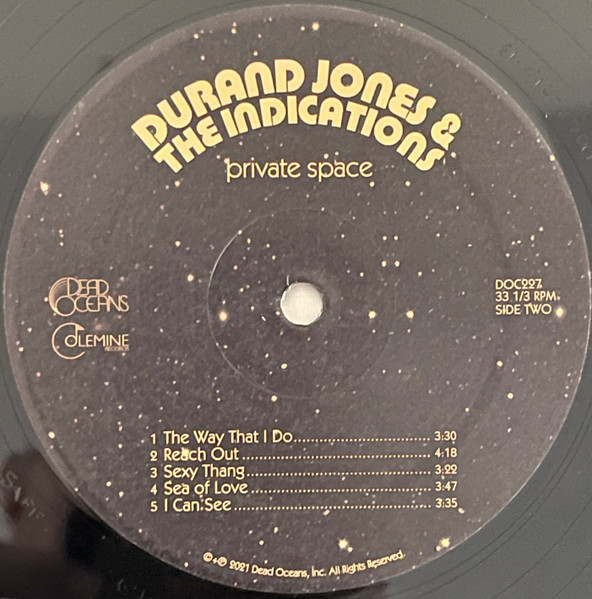 DURAND JONES &
THE INDICATIONS
private space
DEAD
OCEANS
COLEMINE
RECORDS
DOC227
33 1/3 RPM
SIDE TWO
1 The Way That I Do 3:30
2 Reach Out 4:18
3 Sexy Thang 3:22
4 Sea of Love 3:47
5 I Can See 3:35
©+℗ 2021 Dead Oceans, Inc. All Rights Reserved.